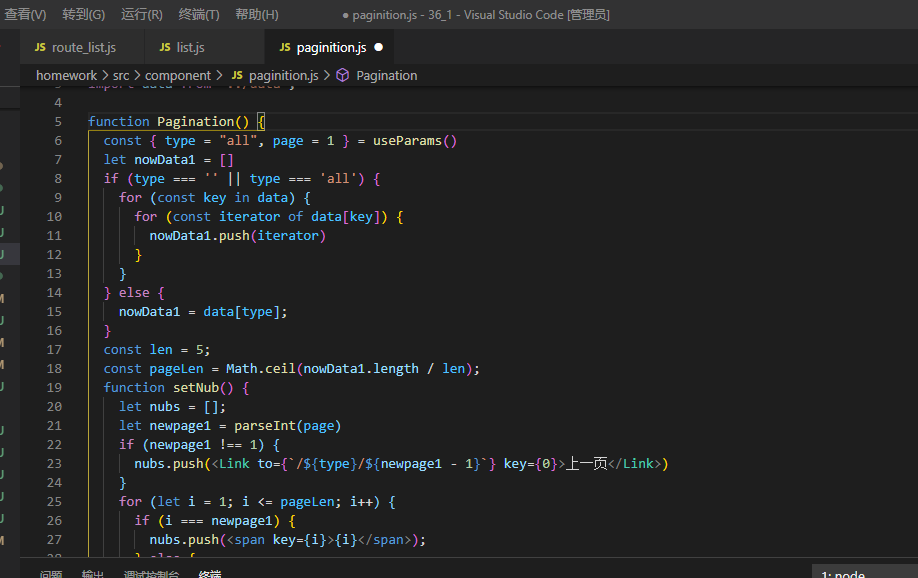 查看(V) 转到(G) 运行(R) 终端(T) 帮助(H) ● paginition.js - 36_1 - Visual Studio Code [管理员]
JS route_list.js JS list.js JS paginition.js ●
homework > src > component > JS paginition.js > Pagination
4
5 function Pagination() {
6 const { type = "all", page = 1 } = useParams()
7 let nowData1 = []
8 if (type === '' || type === 'all') {
9 for (const key in data) {
10 for (const iterator of data[key]) {
11 nowData1.push(iterator)
12 }
13 }
14 } else {
15 nowData1 = data[type];
16 }
17 const len = 5;
18 const pageLen = Math.ceil(nowData1.length / len);
19 function setNub() {
20 let nubs = [];
21 let newpage1 = parseInt(page)
22 if (newpage1 !== 1) {
23 nubs.push(<Link to={`/${type}/${newpage1 - 1}`} key={0}>上一页</Link>)
24 }
25 for (let i = 1; i <= pageLen; i++) {
26 if (i === newpage1) {
27 nubs.push(<span key={i}>{i}</span>);
28 } else {
问题 输出 调试控制台 终端 1: node